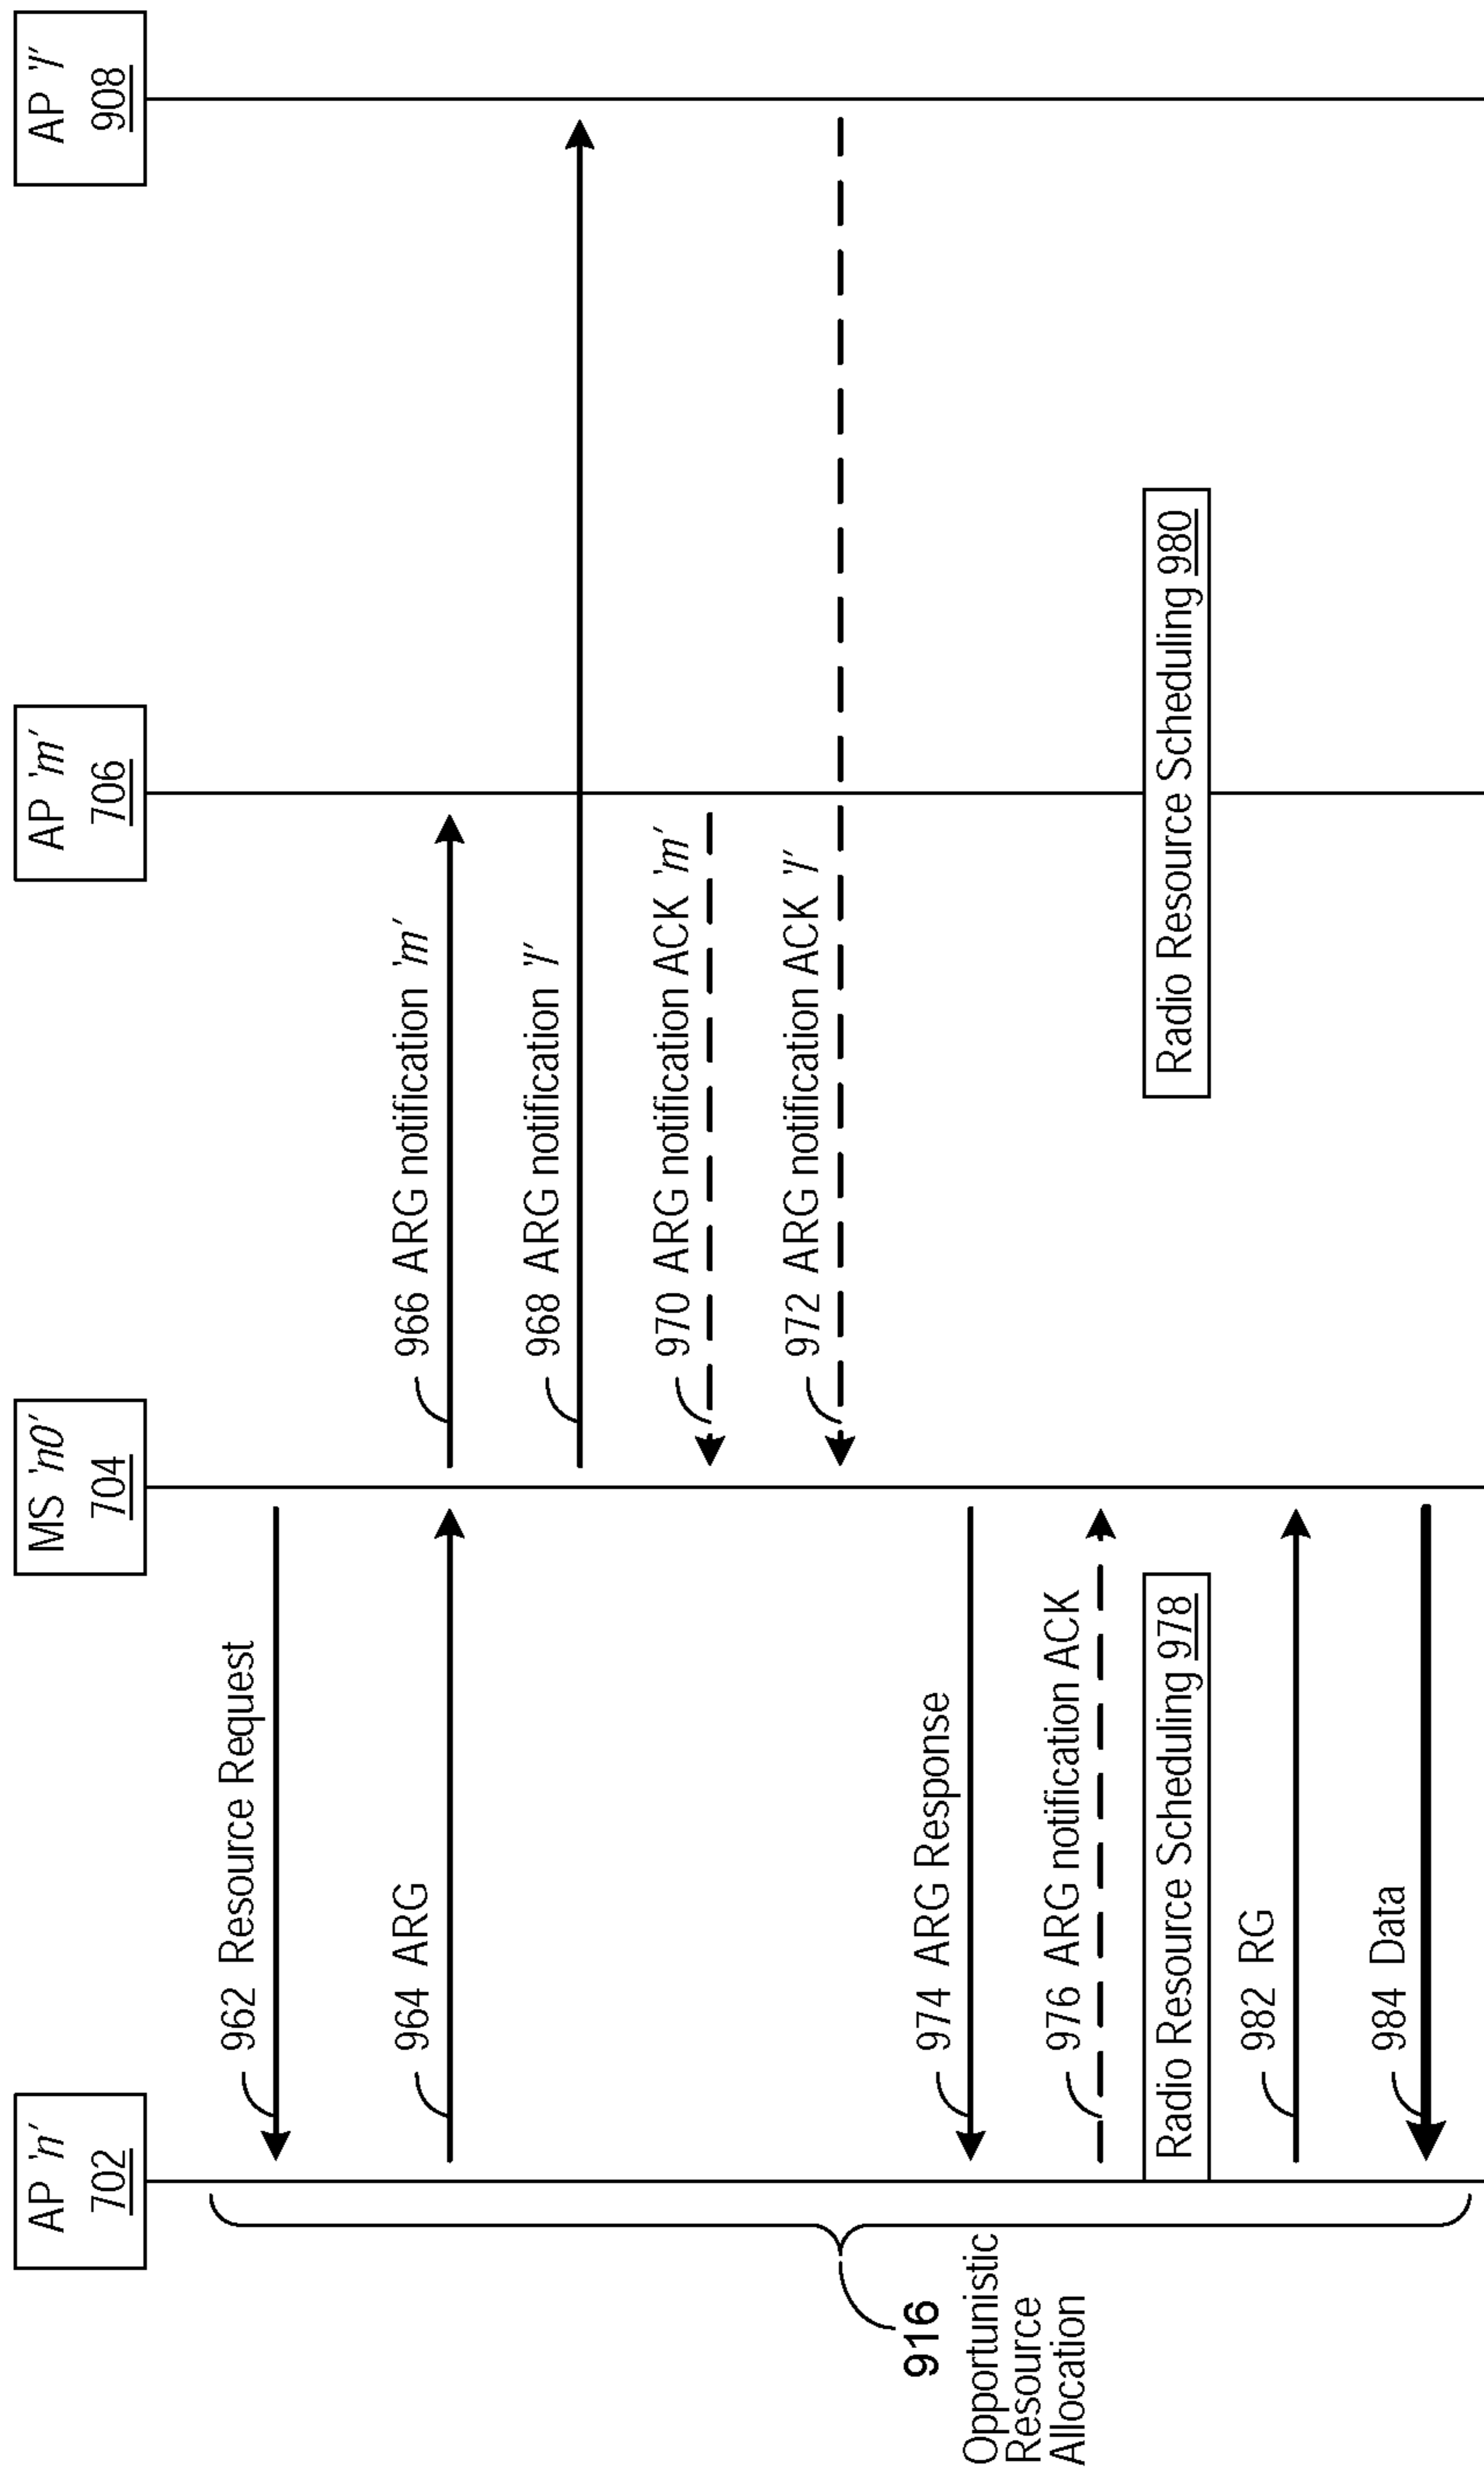 AP 'n'
702
MS 'n0'
704
AP 'm'
706
AP 'l'
908
962 Resource Request
964 ARG
966 ARG notification 'm'
968 ARG notification 'l'
970 ARG notification ACK 'm'
972 ARG notification ACK 'l'
974 ARG Response
976 ARG notification ACK
Radio Resource Scheduling 978
Radio Resource Scheduling 980
982 RG
984 Data
916
Opportunistic
Resource
Allocation